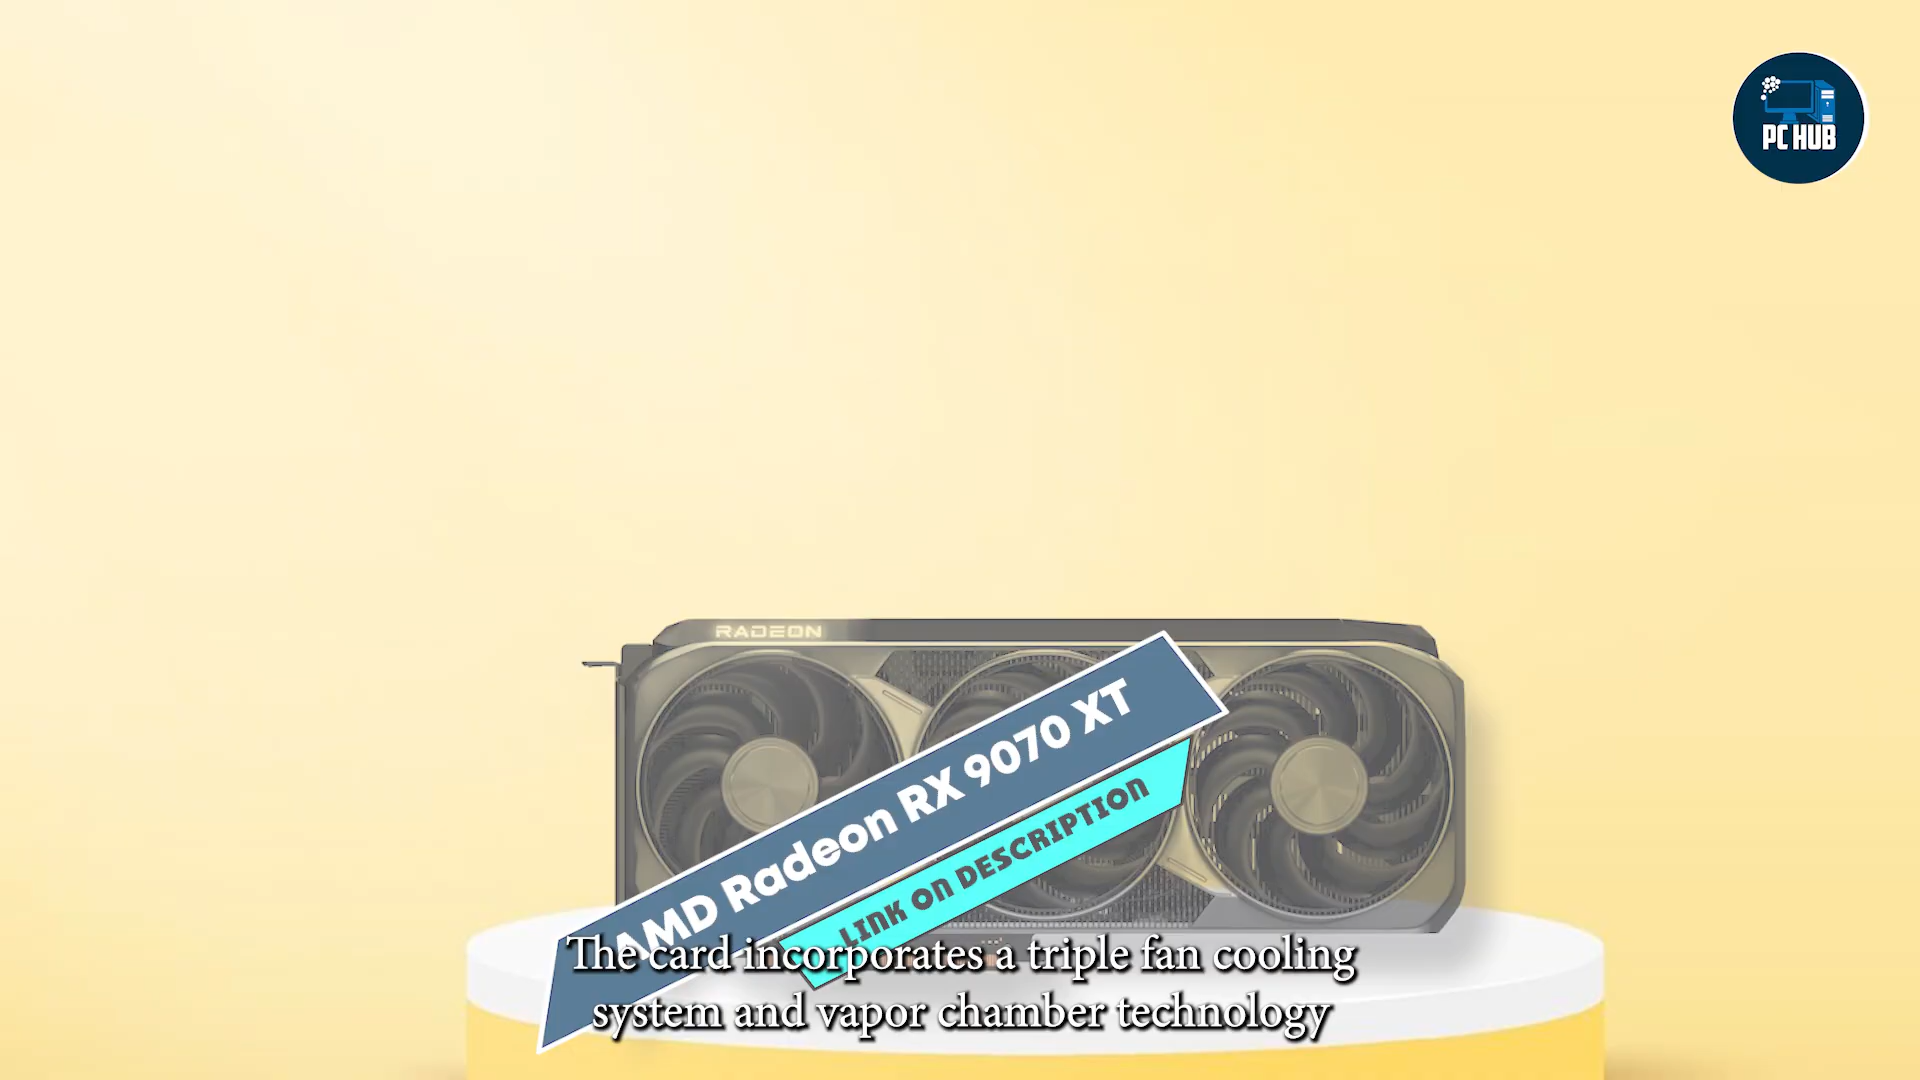 PC HUB
RADEON
AMD Radeon RX 9070 XT
LINK ON DESCRIPTION
The card incorporates a triple fan cooling
system and vapor chamber technology